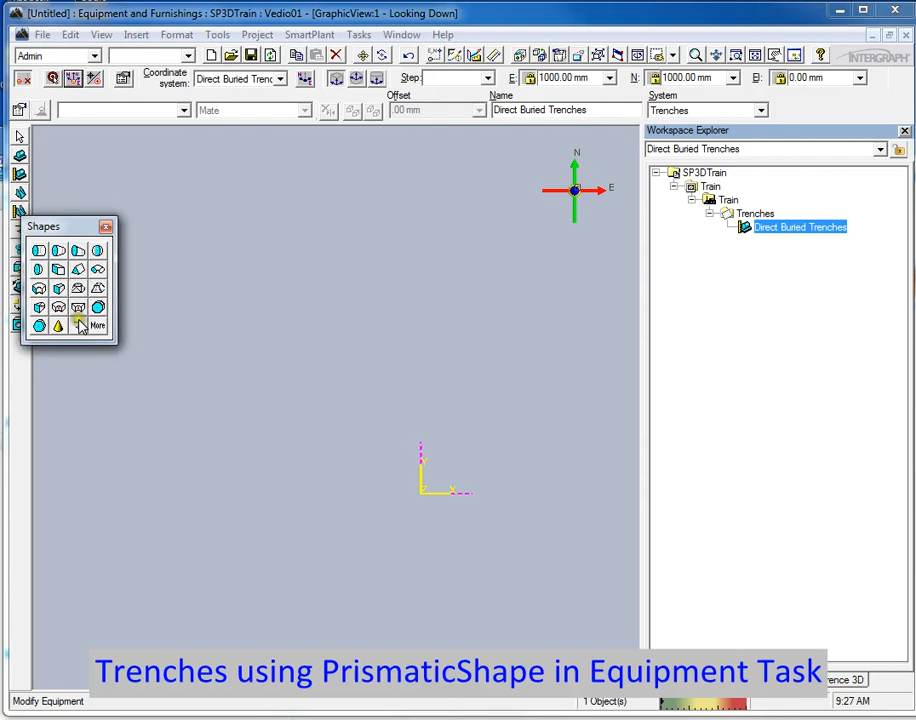 [Untitled] : Equipment and Furnishings : SP3DTrain : Vedio01 - [GraphicView:1 - Looking Down]
File Edit View Insert Format Tools Project SmartPlant Tasks Window Help
Admin
INTERGRAPH
Coordinate system: Direct Buried Trenc Step: E: 1000.00 mm N: 1000.00 mm El: 0.00 mm
Offset Name System
Mate .00 mm Direct Buried Trenches Trenches
Workspace Explorer
Direct Buried Trenches
SP3DTrain
Train
Train
Trenches
Direct Buried Trenches
N
E
Shapes
More
Y
X
Trenches using PrismaticShape in Equipment Task
rence 3D
Modify Equipment 1 Object(s) 9:27 AM